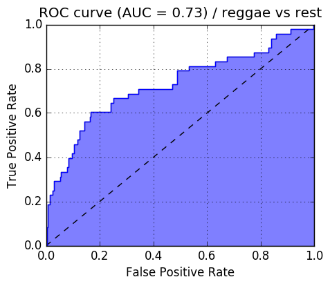 ROC curve (AUC = 0.73) / reggae vs rest
1.0
0.8
0.6
0.4
0.2
0.0
True Positive Rate
0.0 0.2 0.4 0.6 0.8 1.0
False Positive Rate